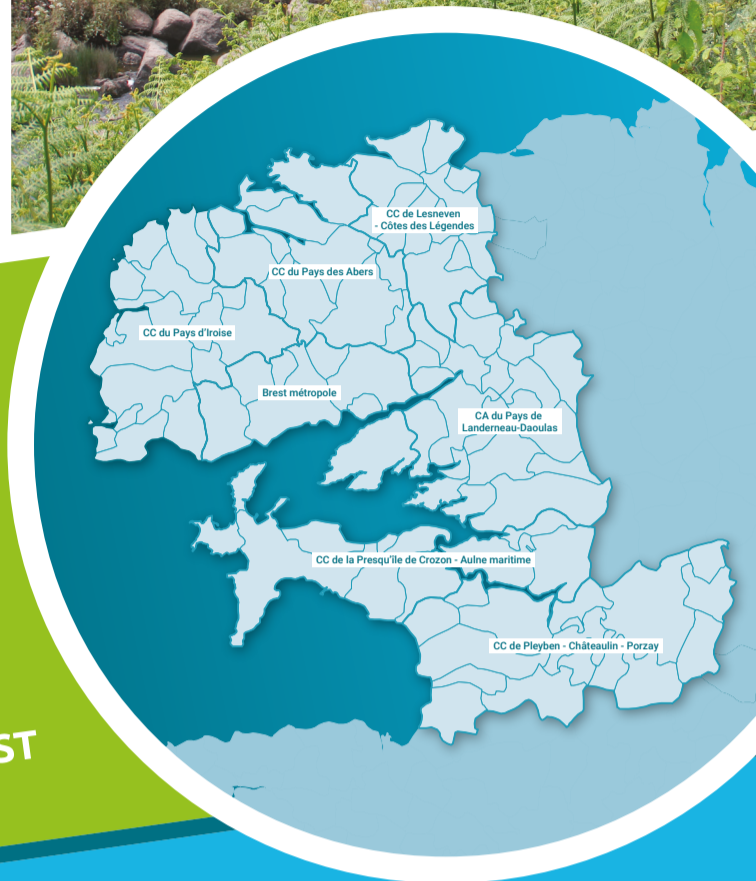 CC de Lesneven
- Côtes des Légendes
CC du Pays des Abers
CC du Pays d'Iroise
Brest métropole
CA du Pays de
Landerneau-Daoulas
CC de la Presqu'île de Crozon - Aulne maritime
CC de Pleyben - Châteaulin - Porzay
ST